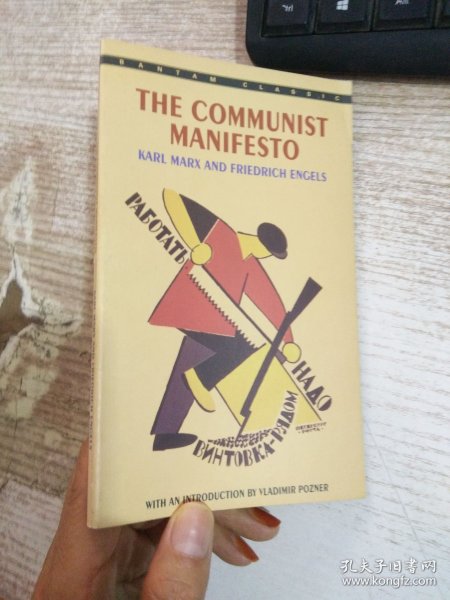 BANTAM CLASSIC
THE COMMUNIST
MANIFESTO
KARL MARX AND FRIEDRICH ENGELS
РАБОТАТЬ
НАДО
ВИНТОВКА-РЯДОМ
WITH AN INTRODUCTION BY VLADIMIR POZNER
孔夫子旧书网
www.kongfz.com